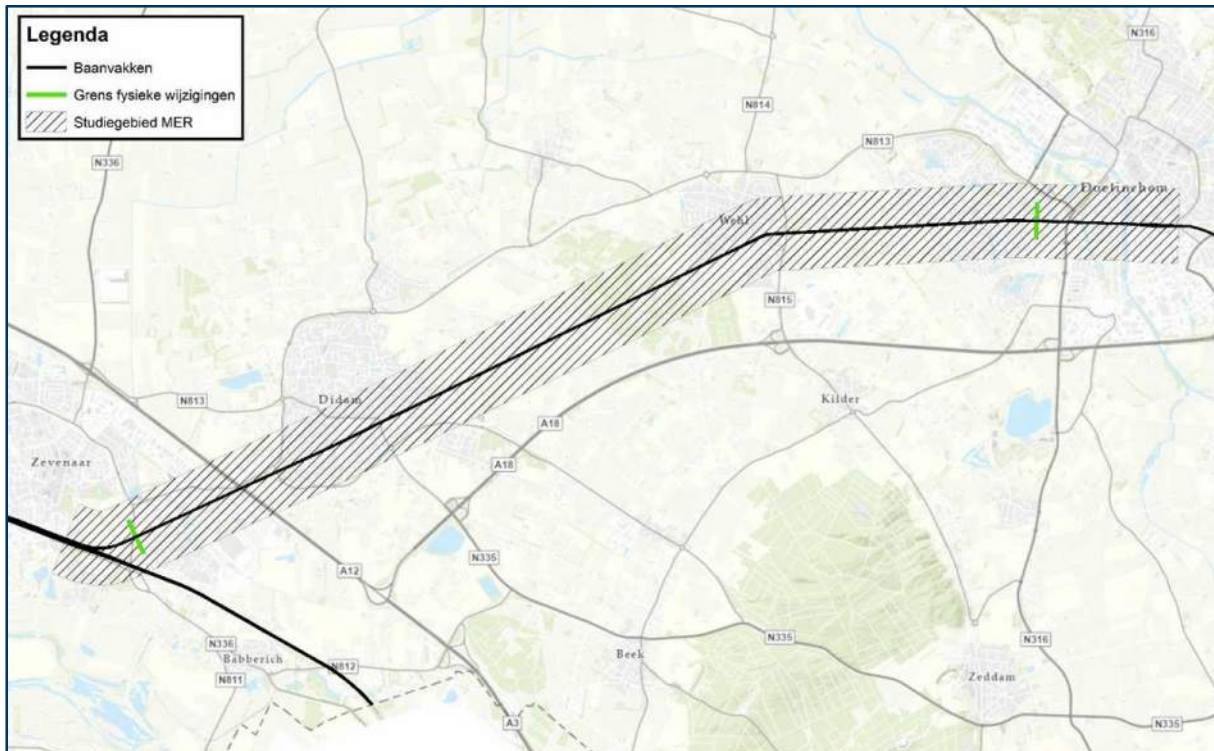 Legenda
Baanvakken
Grens fysieke wijzigingen
Studiegebied MER
N316
N336
N814
N813
Doetinchem
Wehl
N815
Didam
N813
Kilder
A18
Zevenaar
A18
A12
N335
N336
Babberich
N812
N811
Beek
N335
N316
Zeddam
A3
N335